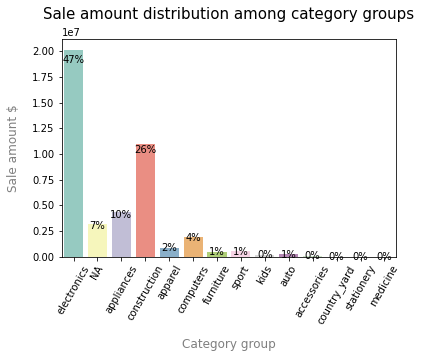 Sale amount distribution among category groups
1e7
Sale amount $
2.00
1.75
1.50
1.25
1.00
0.75
0.50
0.25
0.00
47%
7%
10%
26%
2%
4%
1%
1%
0%
1%
0%
0%
0%
0%
electronics
NA
appliances
construction
apparel
computers
furniture
sport
kids
auto
accessories
country_yard
stationery
medicine
Category group